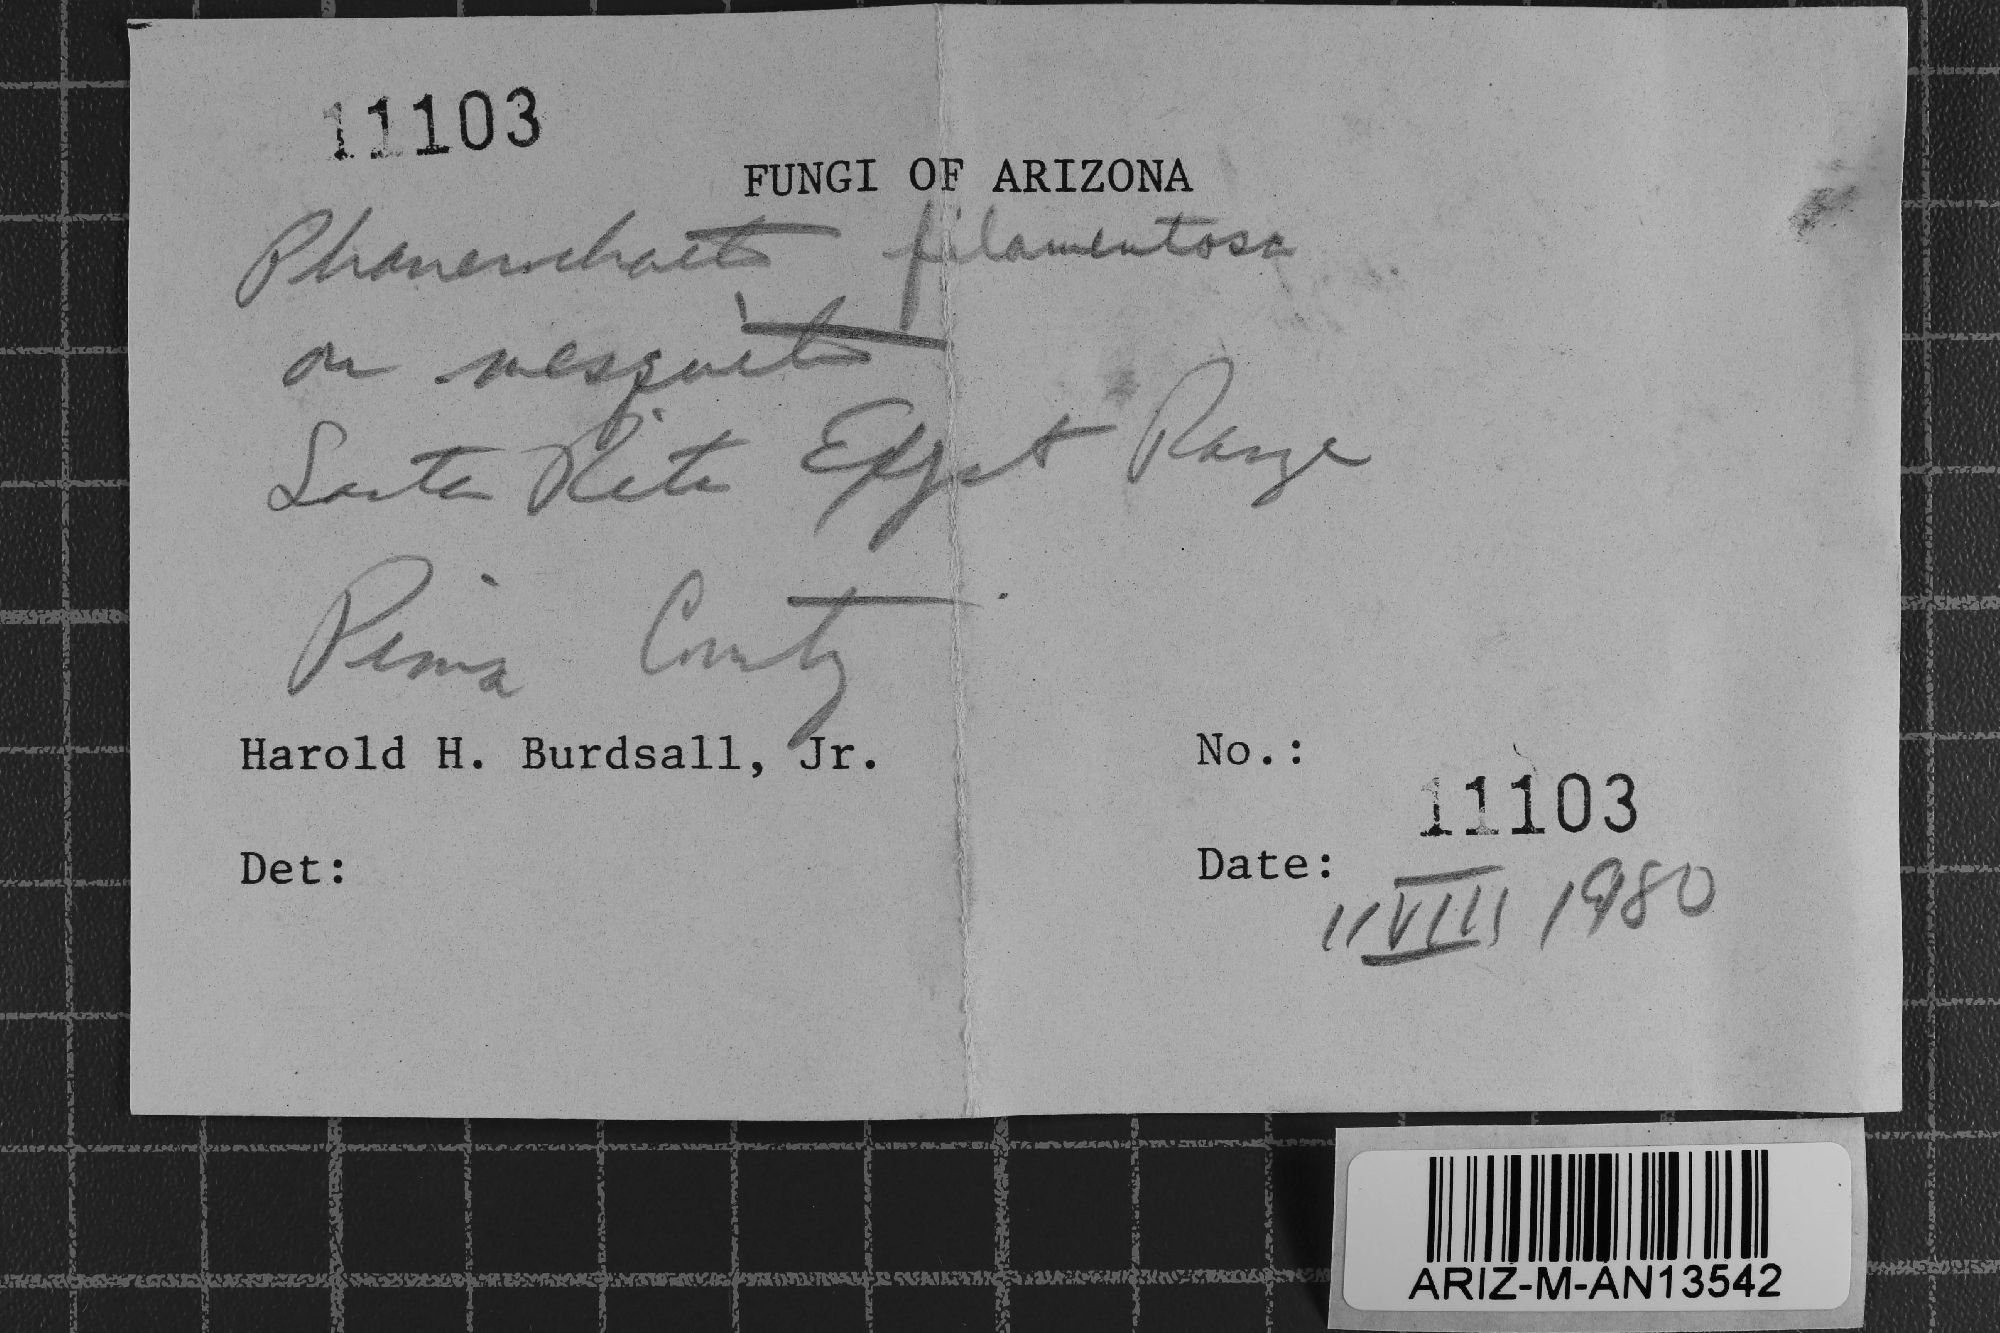 11103
FUNGI OF ARIZONA
Phanerochaete filamentosa
on mesquite
Santa Rita Expt Range
Pima County
Harold H. Burdsall, Jr.
No.:
11103
Det:
Date:
11 VIII 1980
ARIZ-M-AN13542